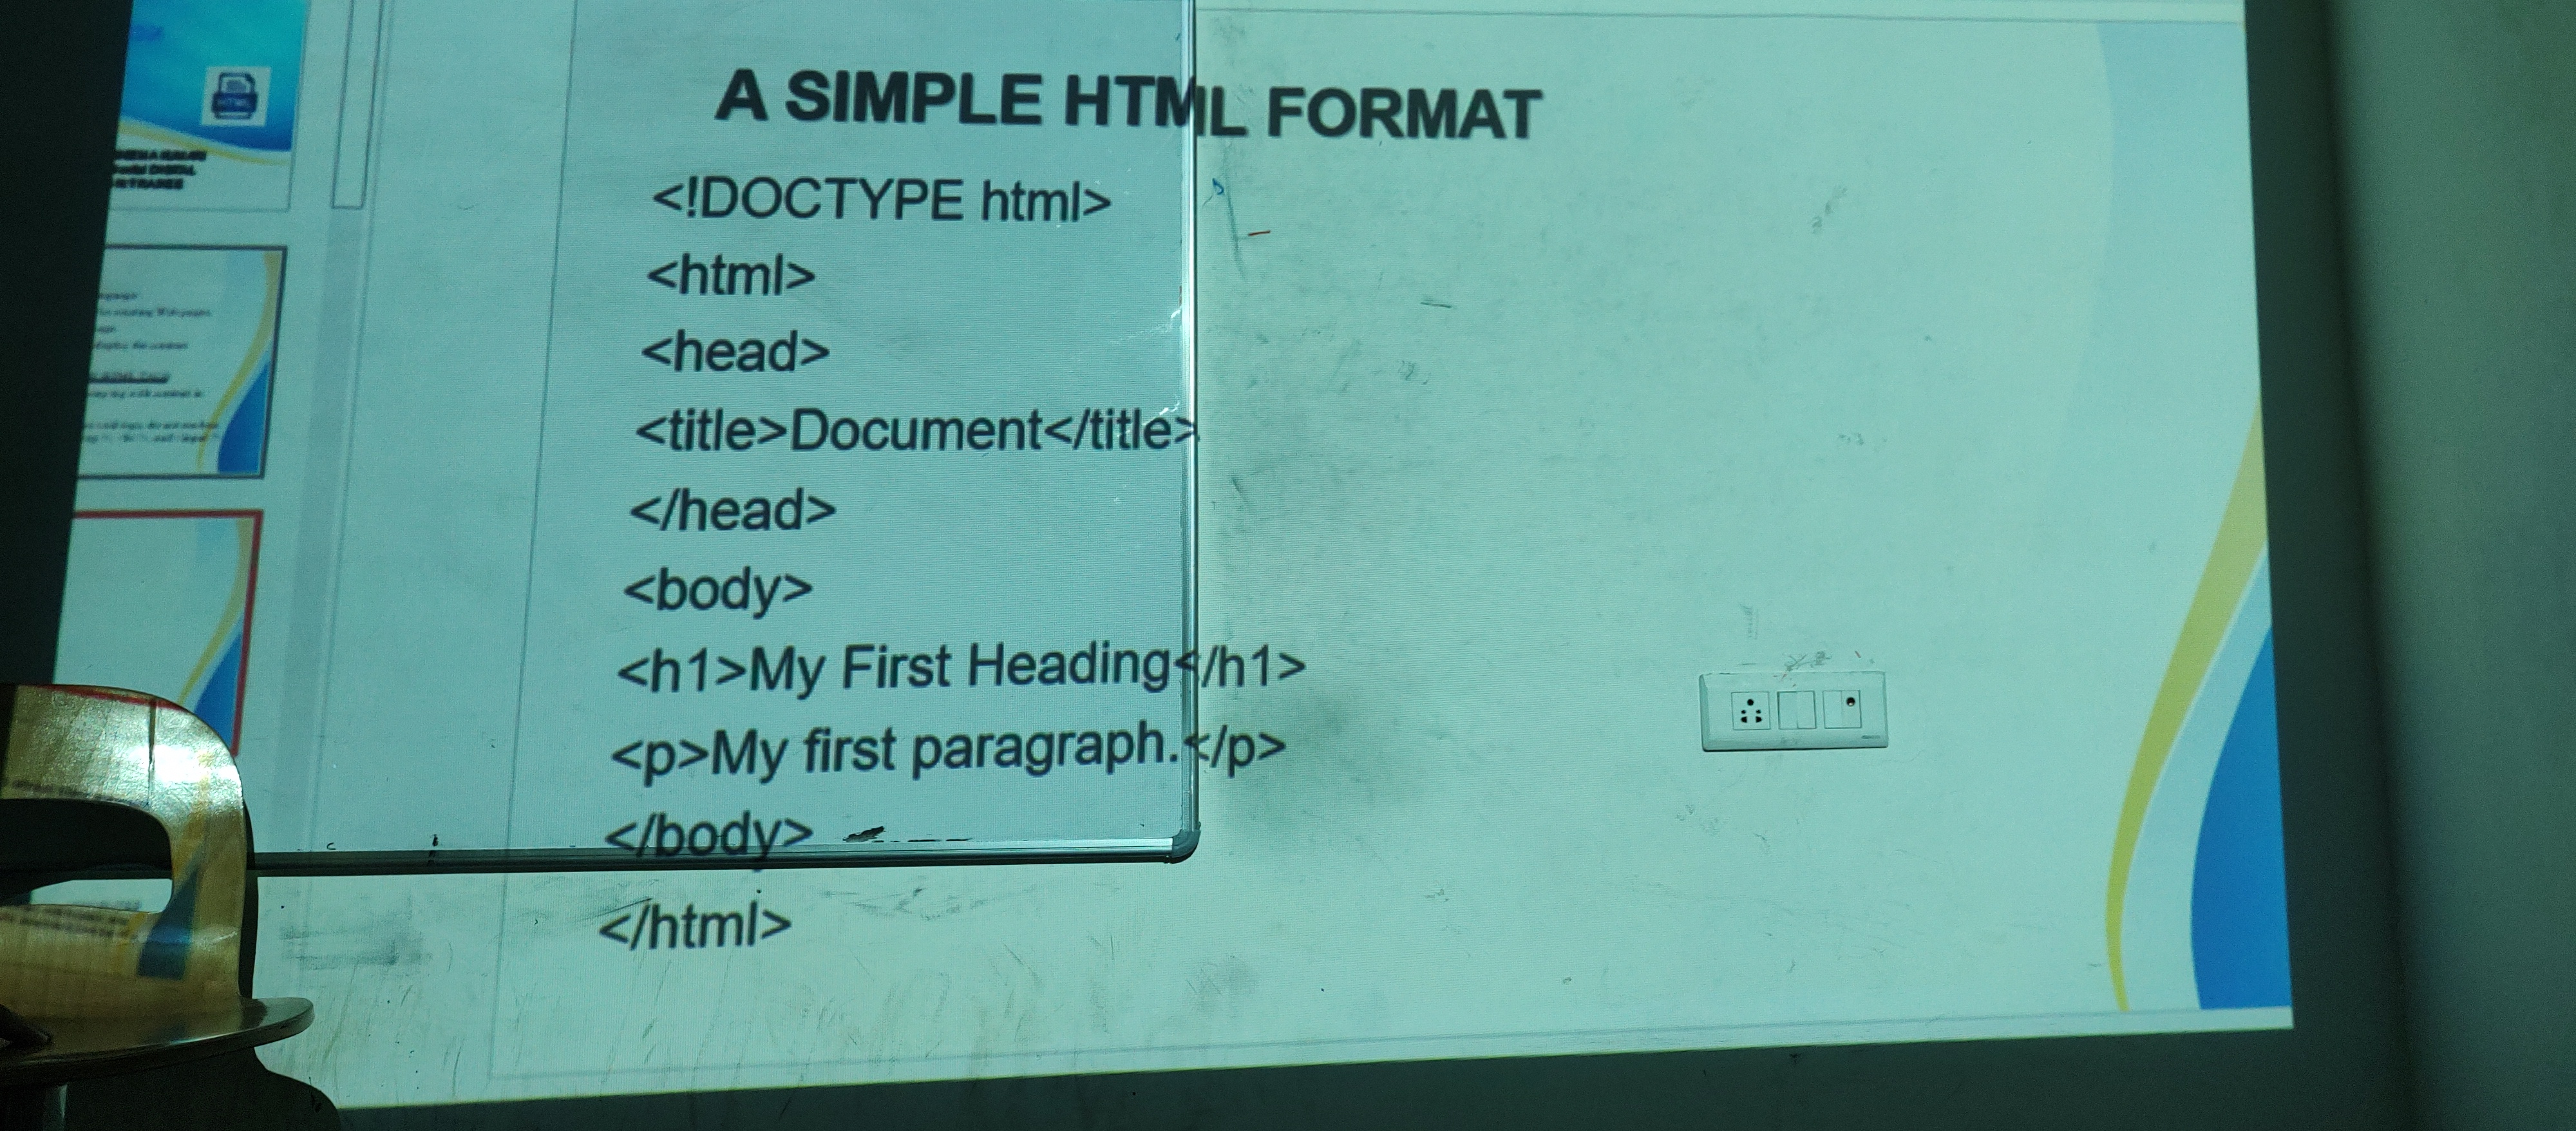 A SIMPLE HTML FORMAT
<!DOCTYPE html>
<html>
<head>
<title>Document</title>
</head>
<body>
<h1>My First Heading</h1>
<p>My first paragraph.</p>
</body>
</html>
HTML